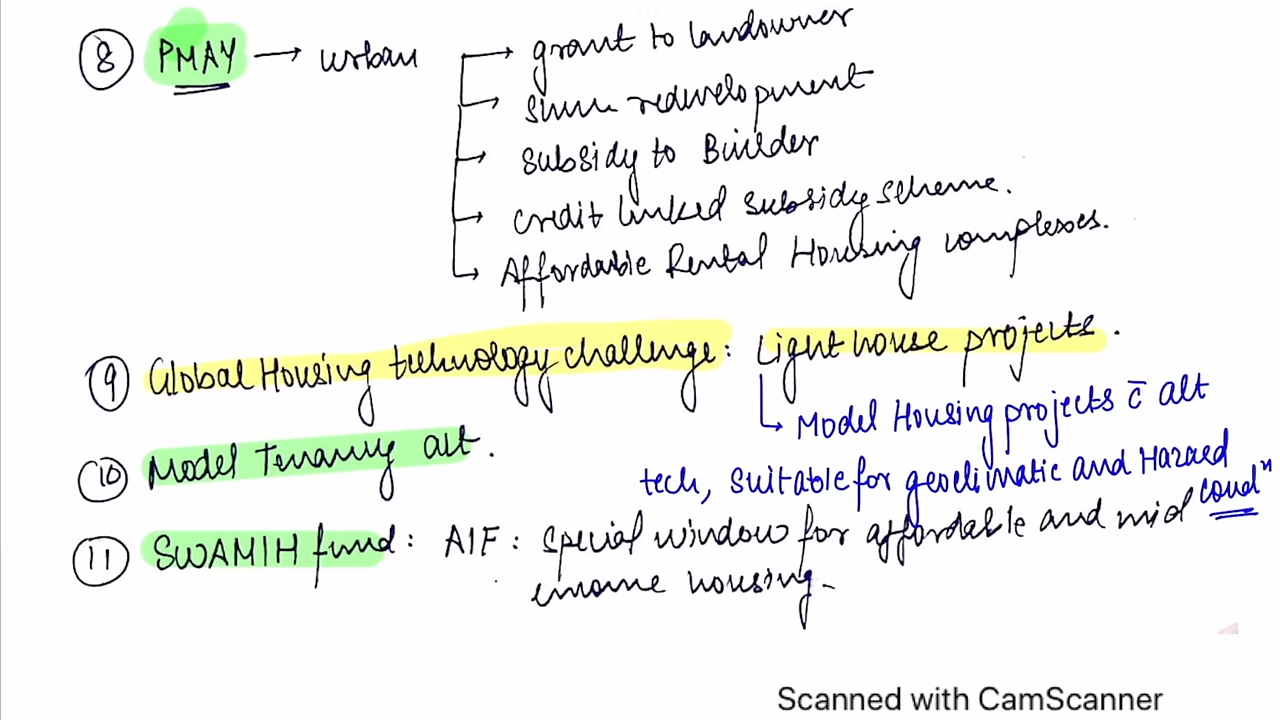 ⑧ PMAY → urban → grant to landowner
→ slum redevelopment
→ subsidy to Builder
→ credit linked subsidy scheme.
→ Affordable Rental Housing complexes.
⑨ Global Housing technology challenge: Light house projects.
↳ Model Housing projects c̄ alt
tech, suitable for geoclimatic and Hazard condⁿ
⑩ Model Tenancy act.
⑪ SWAMIH fund: AIF: special window for affordable and mid
income housing.
Scanned with CamScanner